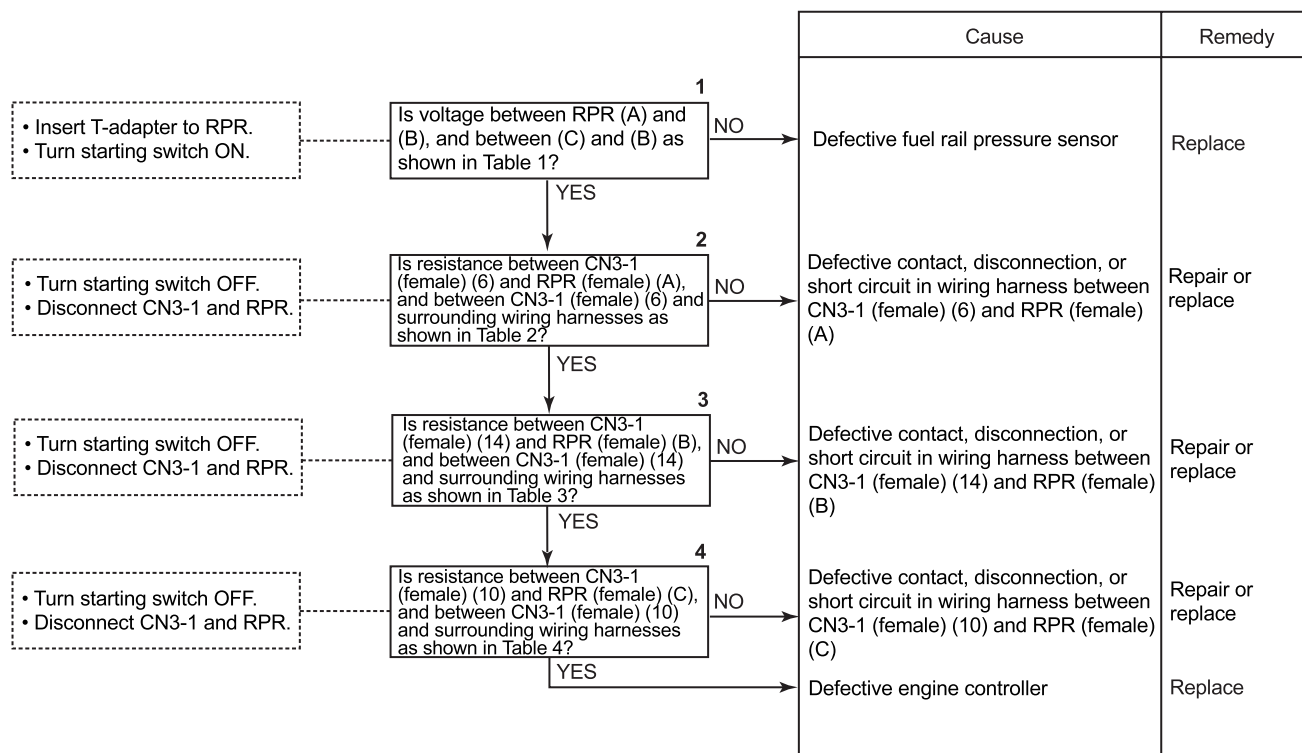 Cause
Remedy
1
• Insert T-adapter to RPR.
• Turn starting switch ON.
Is voltage between RPR (A) and
(B), and between (C) and (B) as
shown in Table 1?
NO
Defective fuel rail pressure sensor
Replace
YES
2
• Turn starting switch OFF.
• Disconnect CN3-1 and RPR.
Is resistance between CN3-1
(female) (6) and RPR (female) (A),
and between CN3-1 (female) (6) and
surrounding wiring harnesses as
shown in Table 2?
NO
Defective contact, disconnection, or
short circuit in wiring harness between
CN3-1 (female) (6) and RPR (female)
(A)
Repair or
replace
YES
3
• Turn starting switch OFF.
• Disconnect CN3-1 and RPR.
Is resistance between CN3-1
(female) (14) and RPR (female) (B),
and between CN3-1 (female) (14)
and surrounding wiring harnesses
as shown in Table 3?
NO
Defective contact, disconnection, or
short circuit in wiring harness between
CN3-1 (female) (14) and RPR (female)
(B)
Repair or
replace
YES
4
• Turn starting switch OFF.
• Disconnect CN3-1 and RPR.
Is resistance between CN3-1
(female) (10) and RPR (female) (C),
and between CN3-1 (female) (10)
and surrounding wiring harnesses
as shown in Table 4?
NO
Defective contact, disconnection, or
short circuit in wiring harness between
CN3-1 (female) (10) and RPR (female)
(C)
Repair or
replace
YES
Defective engine controller
Replace